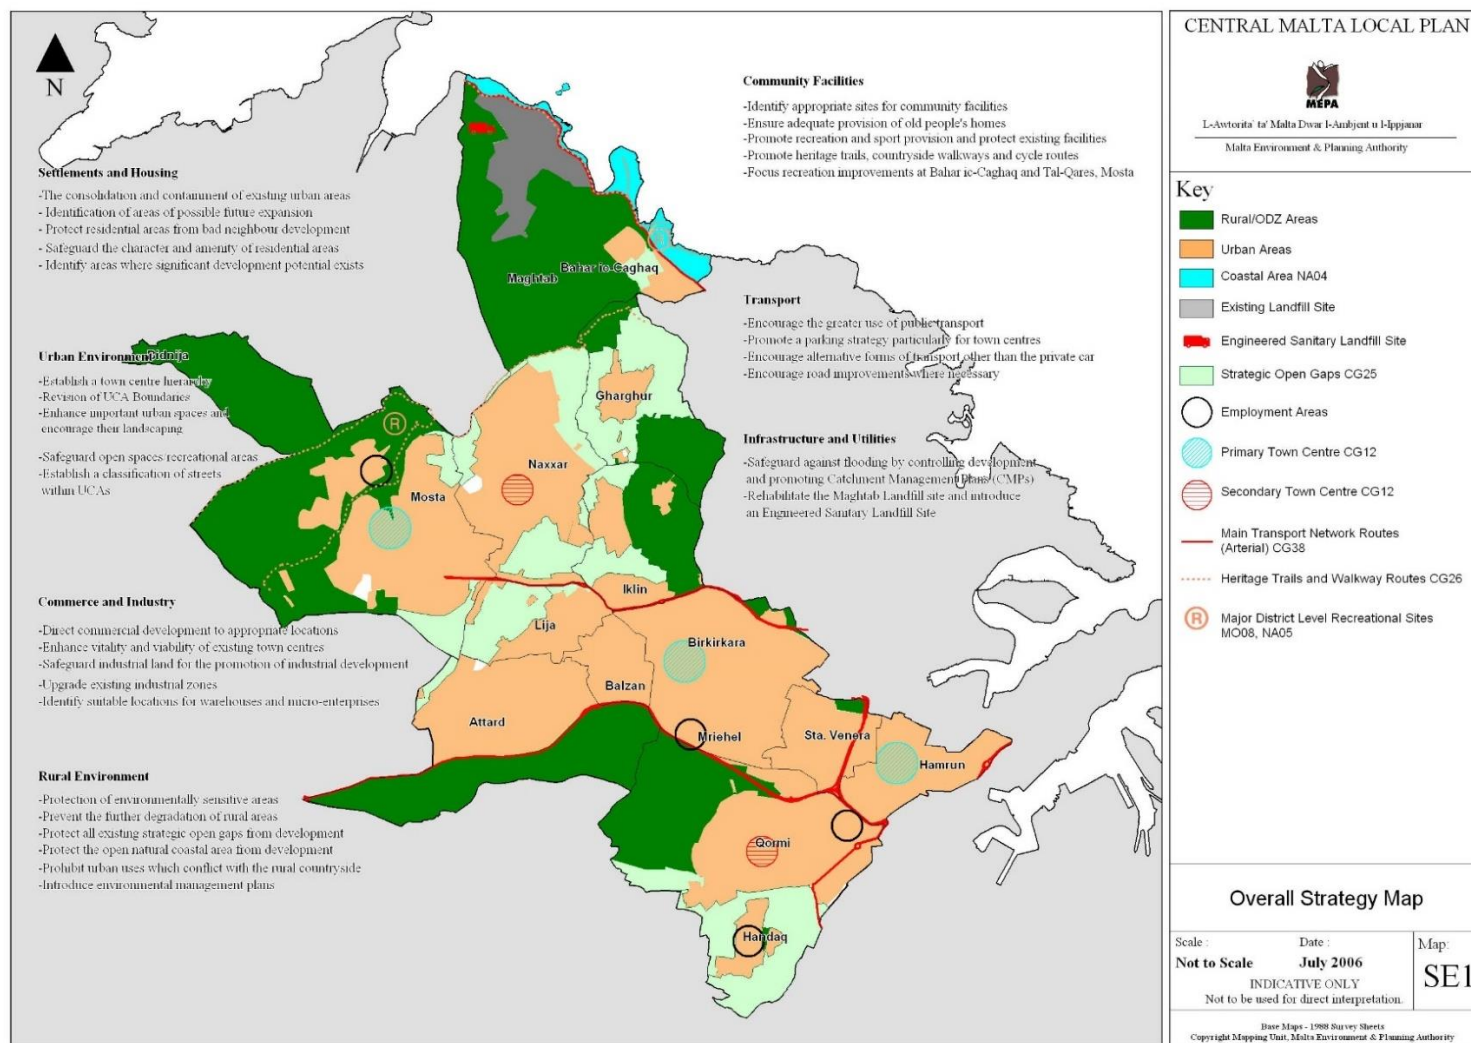 N
Settlements and Housing
-The consolidation and containment of existing urban areas
- Identification of areas of possible future expansion
- Protect residential areas from bad neighbour development
- Safeguard the character and amenity of residential areas
- Identify areas where significant development potential exists
Urban Environment
-Establish a town centre hierarchy
-Revision of UCA Boundaries
-Enhance important urban spaces and
encourage their landscaping
-Safeguard open spaces/recreational areas
-Establish a classification of streets
within UCAs
Commerce and Industry
-Direct commercial development to appropriate locations
-Enhance vitality and viability of existing town centres
-Safeguard industrial land for the promotion of industrial development
-Upgrade existing industrial zones
-Identify suitable locations for warehouses and micro-enterprises
Rural Environment
-Protection of environmentally sensitive areas
-Prevent the further degradation of rural areas
-Protect all existing strategic open gaps from development
-Protect the open natural coastal area from development
-Prohibit urban uses which conflict with the rural countryside
-Introduce environmental management plans
Community Facilities
-Identify appropriate sites for community facilities
-Ensure adequate provision of old people's homes
-Promote recreation and sport provision and protect existing facilities
-Promote heritage trails, countryside walkways and cycle routes
-Focus recreation improvements at Bahar ic-Caghaq and Tal-Qares, Mosta
Transport
-Encourage the greater use of public transport
-Promote a parking strategy particularly for town centres
-Encourage alternative forms of transport other than the private car
-Encourage road improvements where necessary
Infrastructure and Utilities
-Safeguard against flooding by controlling development
and promoting Catchment Management Plans (CMPs)
-Rehabilitate the Maghtab Landfill site and introduce
an Engineered Sanitary Landfill Site
Bahar ic-Caghaq
Maghtab
Bidnija
Gharghur
R
R
Naxxar
Mosta
Iklin
Lija
Birkirkara
Balzan
Attard
Mriehel
Sta. Venera
Hamrun
Qormi
Handaq
CENTRAL MALTA LOCAL PLAN
MEPA
L-Awtorita` ta' Malta Dwar l-Ambjent u l-Ippjanar
Malta Environment & Planning Authority
Key
Rural/ODZ Areas
Urban Areas
Coastal Area NA04
Existing Landfill Site
Engineered Sanitary Landfill Site
Strategic Open Gaps CG25
Employment Areas
Primary Town Centre CG12
Secondary Town Centre CG12
Main Transport Network Routes
(Arterial) CG38
Heritage Trails and Walkway Routes CG26
R
Major District Level Recreational Sites
MO08, NA05
Overall Strategy Map
Scale :
Not to Scale
Date :
July 2006
INDICATIVE ONLY
Not to be used for direct interpretation.
Map:
SE1
Base Maps - 1988 Survey Sheets
Copyright Mapping Unit, Malta Environment & Planning Authority